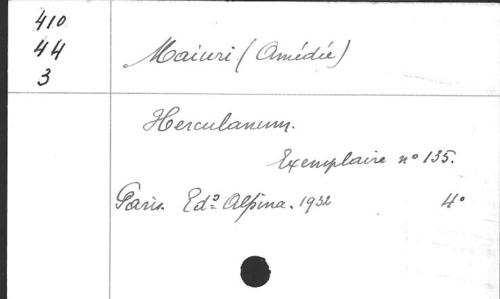 410
44
3
Maiuri (Amédée)
Herculanum.
Exemplaire n° 135.
Paris. Edº Alpina. 1932 4°